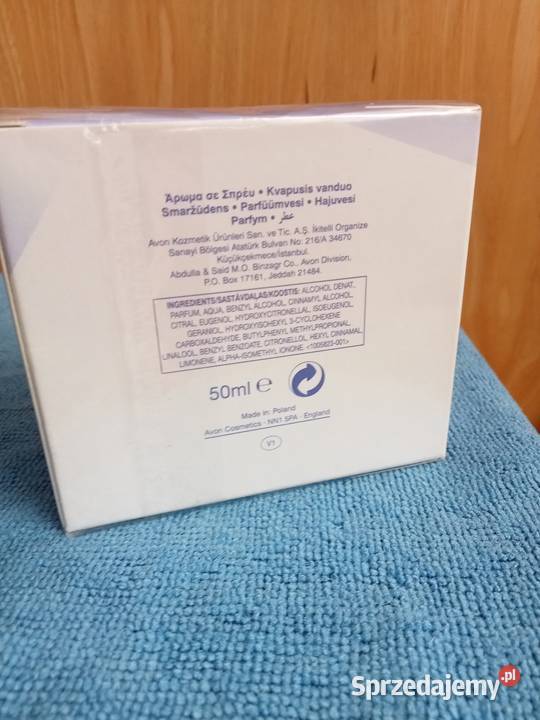 Άρωμα σε Σπρέυ • Kvapusis vanduo
Smaržūdens • Parfüümvesi • Hajuvesi
Parfym • عطر
Avon Kozmetik Ürünleri San. ve Tic. A.Ş. İkitelli Organize
Sanayi Bölgesi Atatürk Bulvarı No: 216/A 34670
Küçükçekmece/İstanbul.
Abdulla & Said M.O. Binzagr Co., Avon Division,
P.O. Box 17161, Jeddah 21484.
INGREDIENTS/SASTĀVDAĻAS/KOOSTIS: ALCOHOL DENAT.,
PARFUM, AQUA, BENZYL ALCOHOL, CINNAMYL ALCOHOL,
CITRAL, EUGENOL, HYDROXYCITRONELLAL, ISOEUGENOL,
GERANIOL, HYDROXYISOHEXYL 3-CYCLOHEXENE
CARBOXALDEHYDE, BUTYLPHENYL METHYLPROPIONAL,
LINALOOL, BENZYL BENZOATE, CITRONELLOL, HEXYL CINNAMAL,
LIMONENE, ALPHA-ISOMETHYL IONONE. <1005823-001>
50ml e
Made in: Poland
Avon Cosmetics · NN1 5PA · England
V1
Sprzedajemy.pl